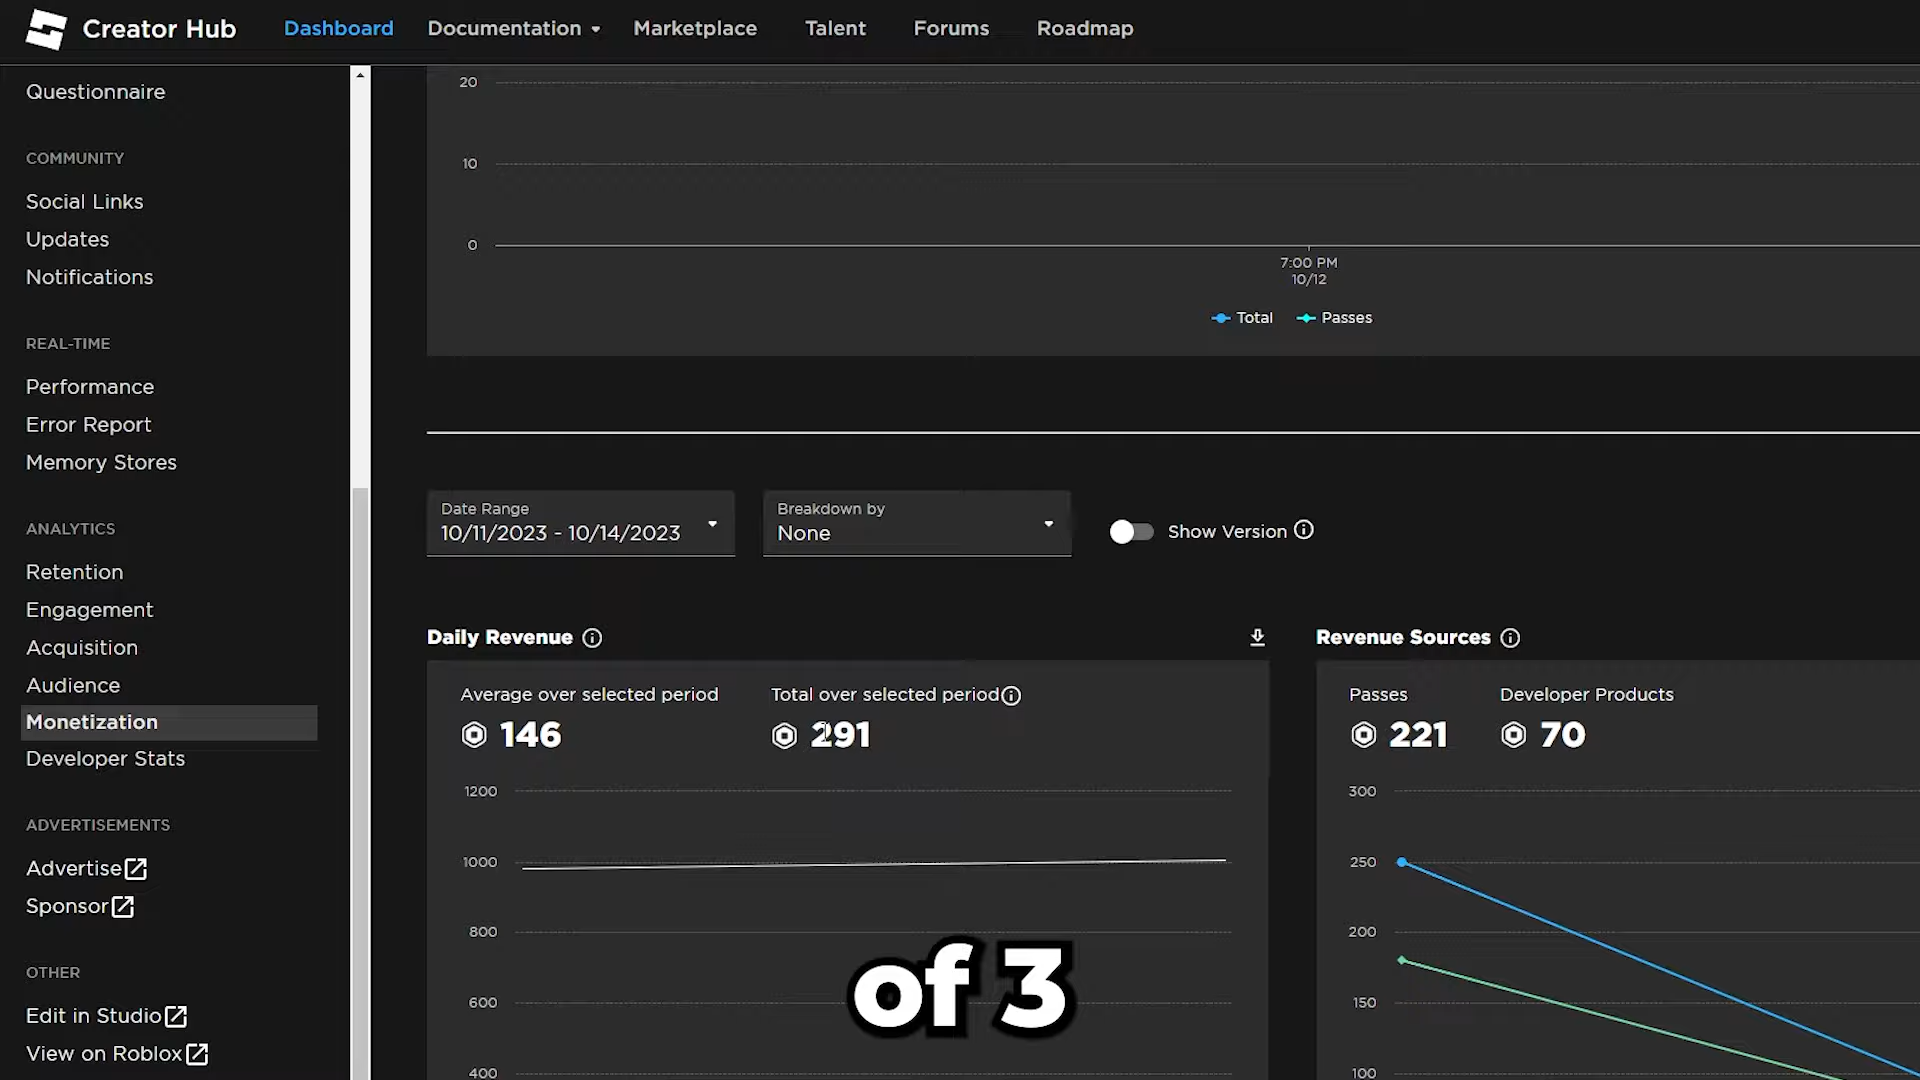 Creator Hub
Dashboard
Documentation
Marketplace
Talent
Forums
Roadmap
Questionnaire
COMMUNITY
Social Links
Updates
Notifications
REAL-TIME
Performance
Error Report
Memory Stores
ANALYTICS
Retention
Engagement
Acquisition
Audience
Monetization
Developer Stats
ADVERTISEMENTS
Advertise
Sponsor
OTHER
Edit in Studio
View on Roblox
20
10
0
7:00 PM
10/12
Total
Passes
Date Range
10/11/2023 - 10/14/2023
Breakdown by
None
Show Version
Daily Revenue
Average over selected period
146
Total over selected period
291
1200
1000
800
600
400
Revenue Sources
Passes
221
Developer Products
70
300
250
200
150
100
of 3